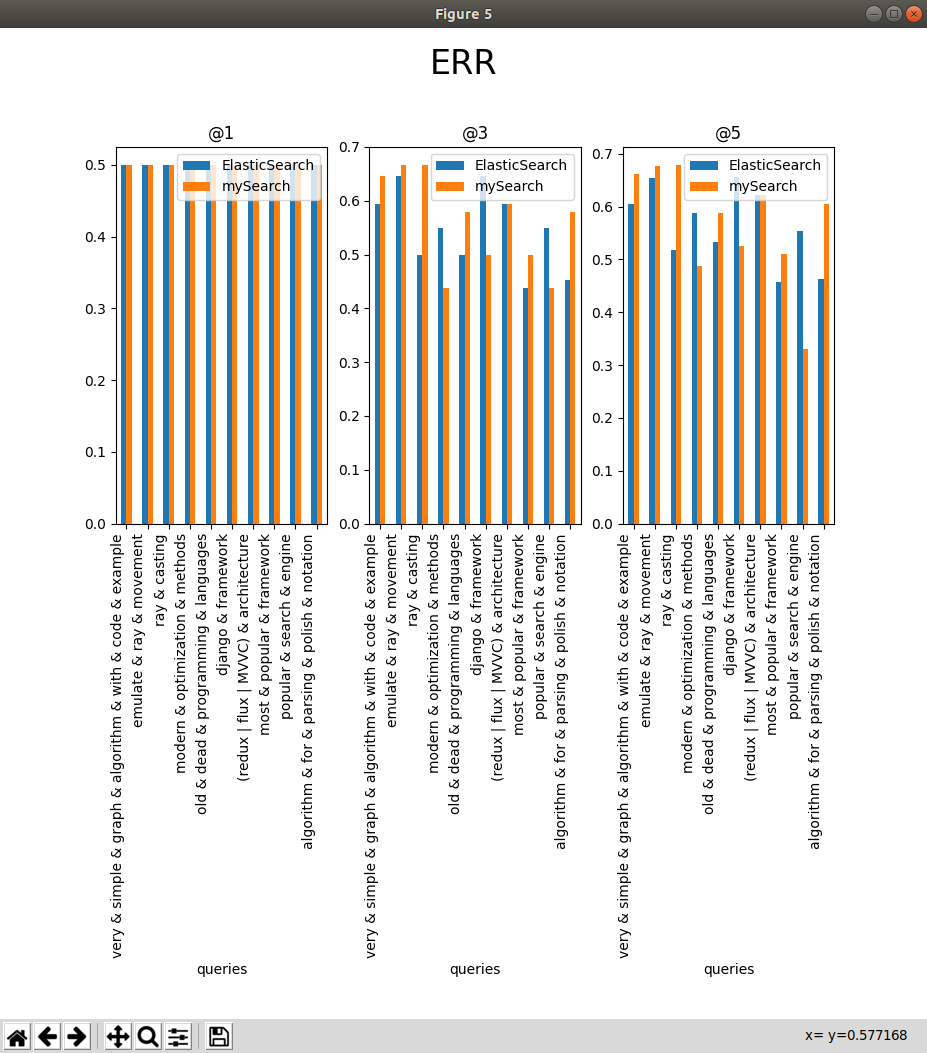 Figure 5
ERR
@1
@3
@5
ElasticSearch
mySearch
ElasticSearch
mySearch
ElasticSearch
mySearch
0.5
0.4
0.3
0.2
0.1
0.0
0.7
0.6
0.5
0.4
0.3
0.2
0.1
0.0
0.7
0.6
0.5
0.4
0.3
0.2
0.1
0.0
very & simple & graph & algorithm & with & code & example
emulate & ray & movement
ray & casting
modern & optimization & methods
old & dead & programming & languages
django & framework
(redux | flux | MVVC) & architecture
most & popular & framework
popular & search & engine
algorithm & for & parsing & polish & notation
very & simple & graph & algorithm & with & code & example
emulate & ray & movement
ray & casting
modern & optimization & methods
old & dead & programming & languages
django & framework
(redux | flux | MVVC) & architecture
most & popular & framework
popular & search & engine
algorithm & for & parsing & polish & notation
very & simple & graph & algorithm & with & code & example
emulate & ray & movement
ray & casting
modern & optimization & methods
old & dead & programming & languages
django & framework
(redux | flux | MVVC) & architecture
most & popular & framework
popular & search & engine
algorithm & for & parsing & polish & notation
queries
queries
queries
x= y=0.577168